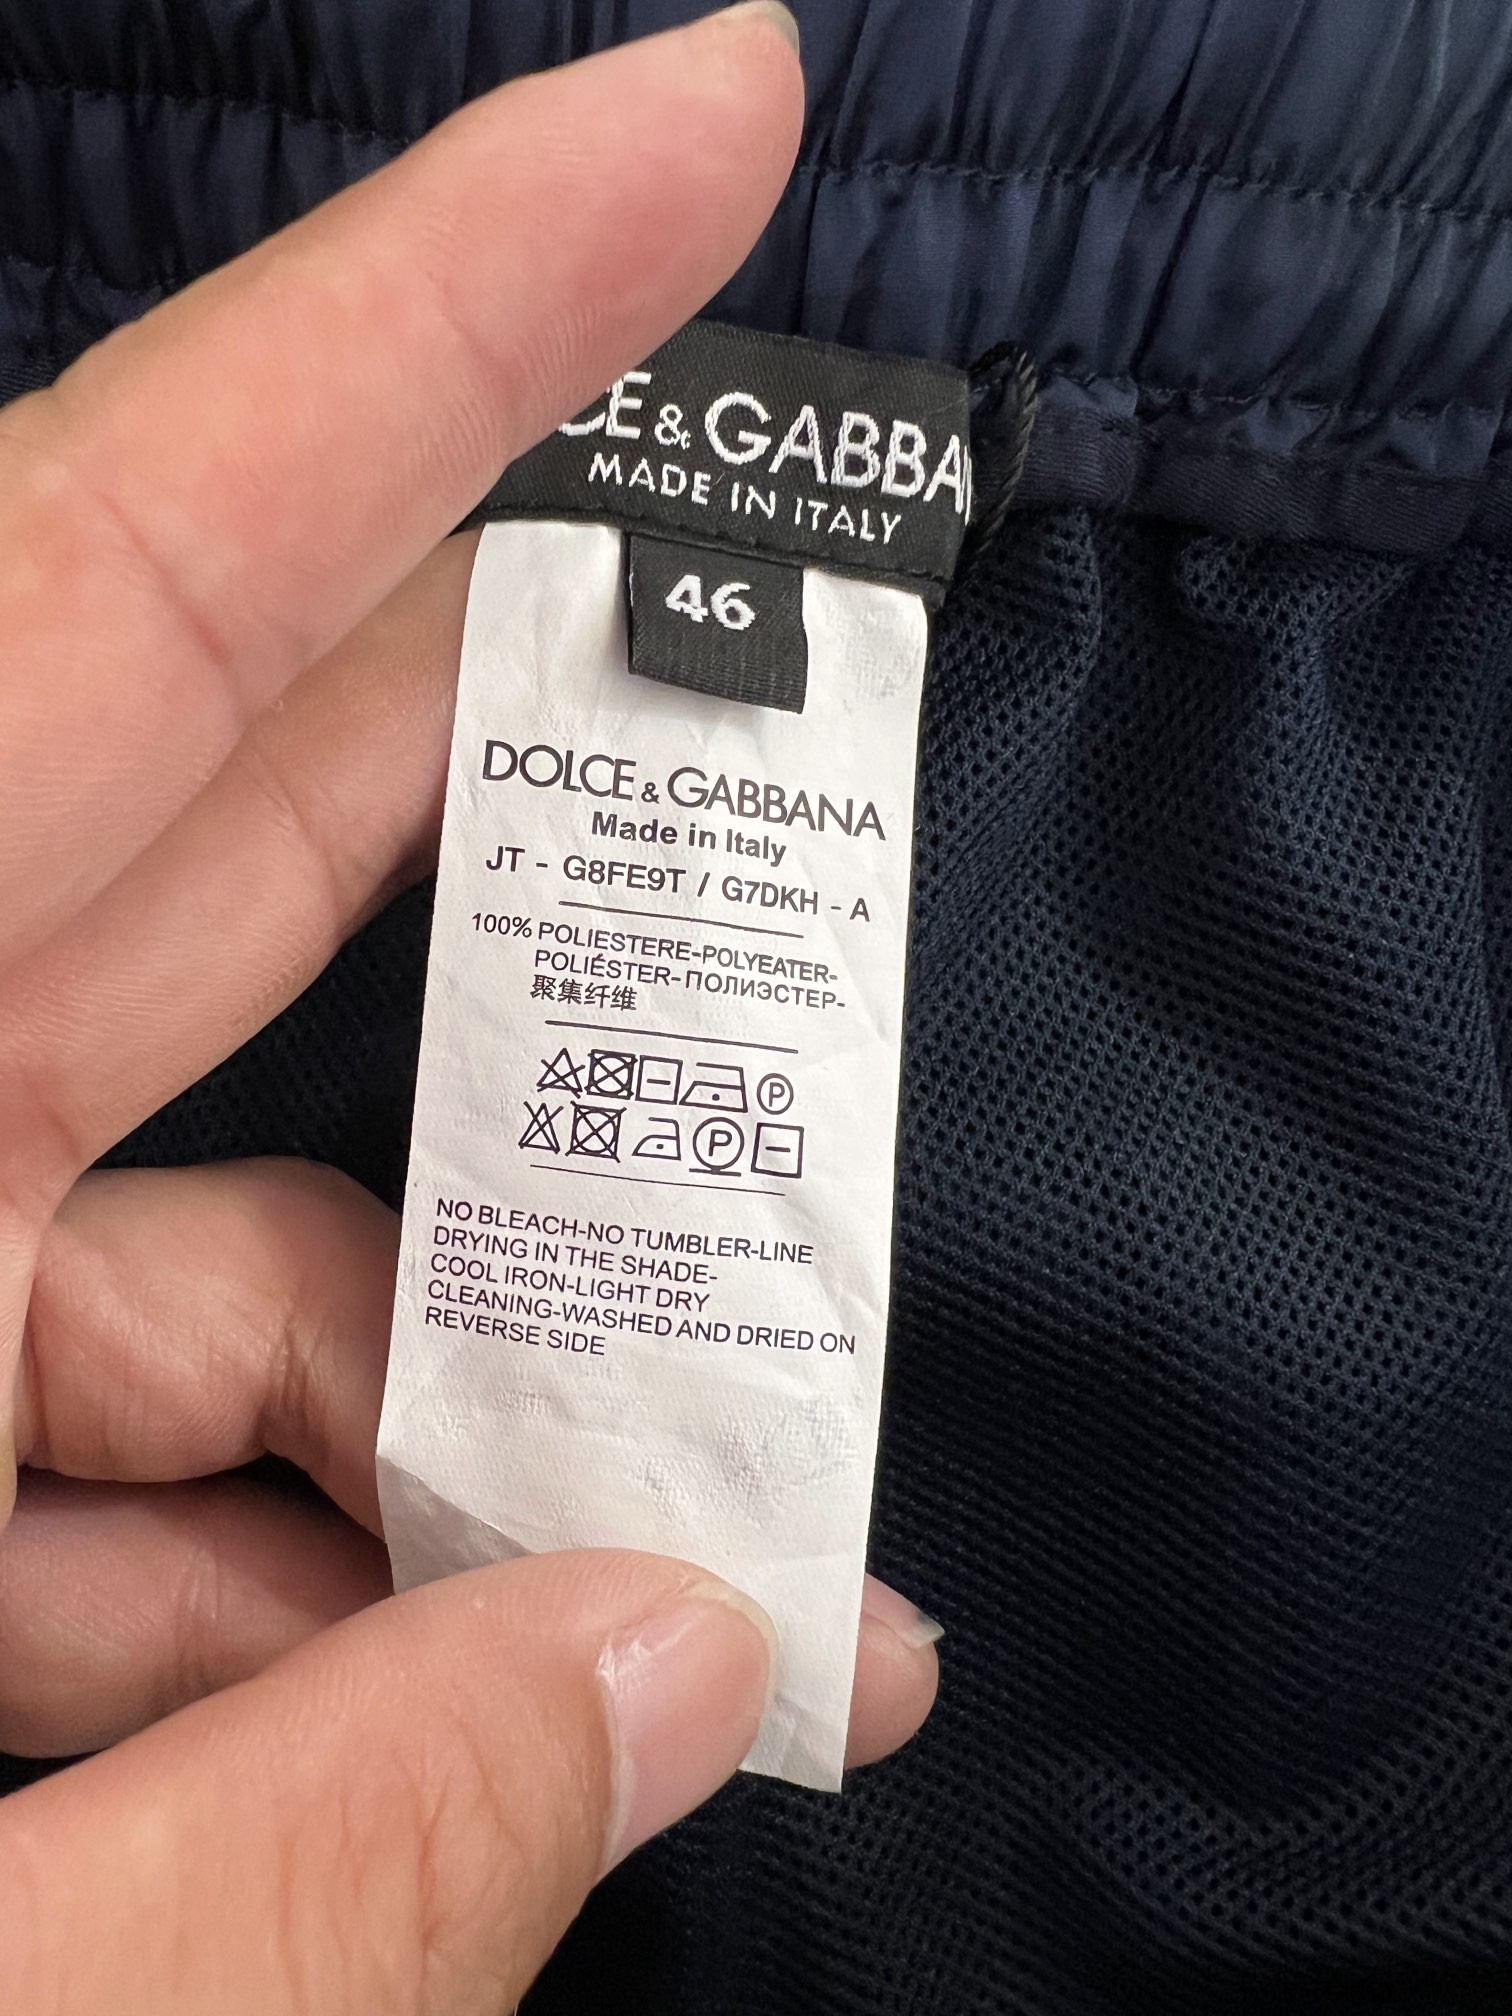 CE & GABBAN
MADE IN ITALY
46
DOLCE & GABBANA
Made in Italy
JT - G8FE9T / G7DKH - A
100% POLIESTERE-POLYEATER-
POLIÉSTER-ПОЛИЭСТЕР-
聚集纤维
P
P
NO BLEACH-NO TUMBLER-LINE
DRYING IN THE SHADE-
COOL IRON-LIGHT DRY
CLEANING-WASHED AND DRIED ON
REVERSE SIDE